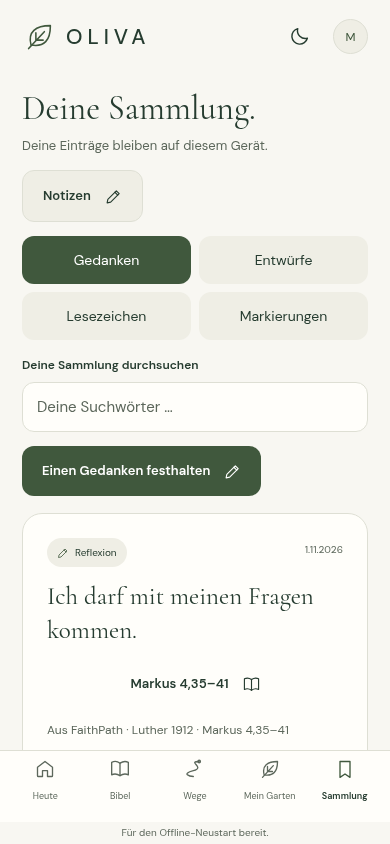 OLIVA
M
Deine Sammlung.
Deine Einträge bleiben auf diesem Gerät.
Notizen
Gedanken
Entwürfe
Lesezeichen
Markierungen
Deine Sammlung durchsuchen
Deine Suchwörter ...
Einen Gedanken festhalten
Reflexion
1.11.2026
Ich darf mit meinen Fragen
kommen.
Markus 4,35–41
Aus FaithPath · Luther 1912 · Markus 4,35–41
Heute
Bibel
Wege
Mein Garten
Sammlung
Für den Offline-Neustart bereit.